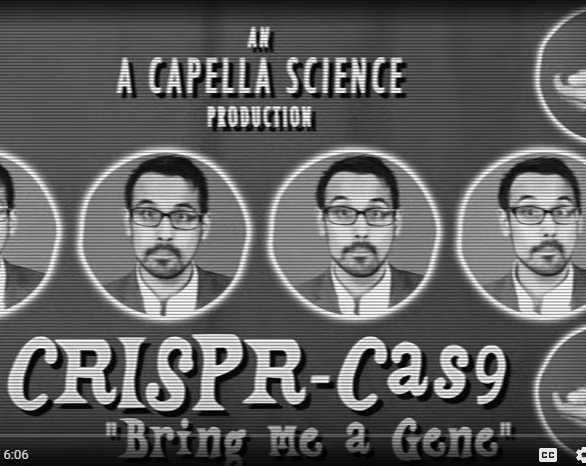 AN
A CAPELLA SCIENCE
PRODUCTION
CRISPR-Cas9
"Bring me a Gene"
6:06
CC